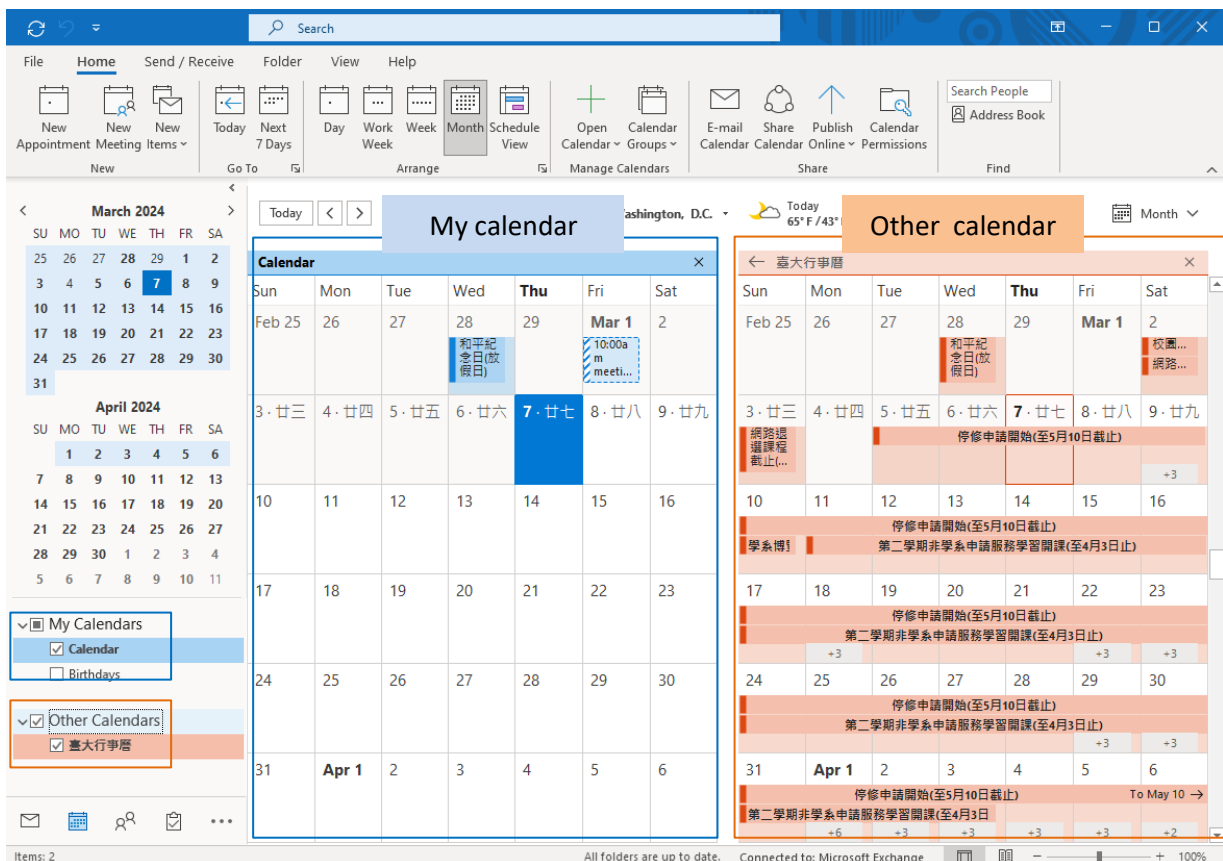 Search
File Home Send / Receive Folder View Help
New Appointment
New Meeting
New Items
Today
Next 7 Days
Day
Work Week
Week
Month
Schedule View
Open Calendar
Calendar Groups
E-mail Calendar
Share Calendar
Publish Online
Calendar Permissions
Search People
Address Book
New
Go To
Arrange
Manage Calendars
Share
Find
March 2024
SU MO TU WE TH FR SA
25 26 27 28 29 1 2
3 4 5 6 7 8 9
10 11 12 13 14 15 16
17 18 19 20 21 22 23
24 25 26 27 28 29 30
31
April 2024
SU MO TU WE TH FR SA
1 2 3 4 5 6
7 8 9 10 11 12 13
14 15 16 17 18 19 20
21 22 23 24 25 26 27
28 29 30 1 2 3 4
5 6 7 8 9 10 11
My Calendars
Calendar
Birthdays
Other Calendars
臺大行事曆
Today
My calendar
ashington, D.C.
Today
65° F / 43°
Other calendar
Month
Calendar
Sun Mon Tue Wed Thu Fri Sat
Feb 25 26 27 28 29 Mar 1 2
和平紀
念日(放
假日)
10:00a
m
meeti...
3 · 廿三 4 · 廿四 5 · 廿五 6 · 廿六 7 · 廿七 8 · 廿八 9 · 廿九
10 11 12 13 14 15 16
17 18 19 20 21 22 23
24 25 26 27 28 29 30
31 Apr 1 2 3 4 5 6
臺大行事曆
Sun Mon Tue Wed Thu Fri Sat
Feb 25 26 27 28 29 Mar 1 2
和平紀
念日(放
假日)
校園...
網路...
3 · 廿三 4 · 廿四 5 · 廿五 6 · 廿六 7 · 廿七 8 · 廿八 9 · 廿九
網路退
選課程
截止(...
停修申請開始(至5月10日截止)
+3
10 11 12 13 14 15 16
停修申請開始(至5月10日截止)
學系博
第二學期非學系申請服務學習開課(至4月3日止)
17 18 19 20 21 22 23
停修申請開始(至5月10日截止)
第二學期非學系申請服務學習開課(至4月3日止)
+3 +3 +3
24 25 26 27 28 29 30
停修申請開始(至5月10日截止)
第二學期非學系申請服務學習開課(至4月3日止)
+3 +3
31 Apr 1 2 3 4 5 6
停修申請開始(至5月10日截止) To May 10
第二學期非學系申請服務學習開課(至4月3日
+6 +3 +3 +3 +3 +2
Items: 2
All folders are up to date.
Connected to: Microsoft Exchange
100%